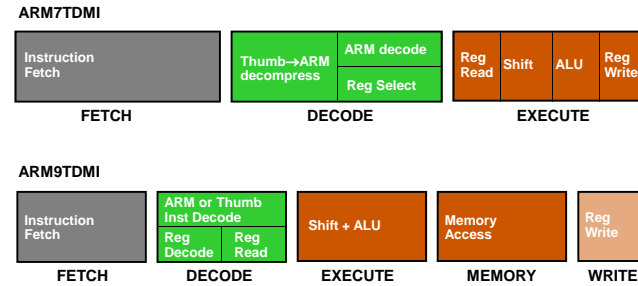 ARM7TDMI
Instruction
Fetch
Thumb→ARM
decompress
ARM decode
Reg Select
Reg
Read
Shift
ALU
Reg
Write
FETCH
DECODE
EXECUTE
ARM9TDMI
Instruction
Fetch
ARM or Thumb
Inst Decode
Reg
Decode
Reg
Read
Shift + ALU
Memory
Access
Reg
Write
FETCH
DECODE
EXECUTE
MEMORY
WRITE